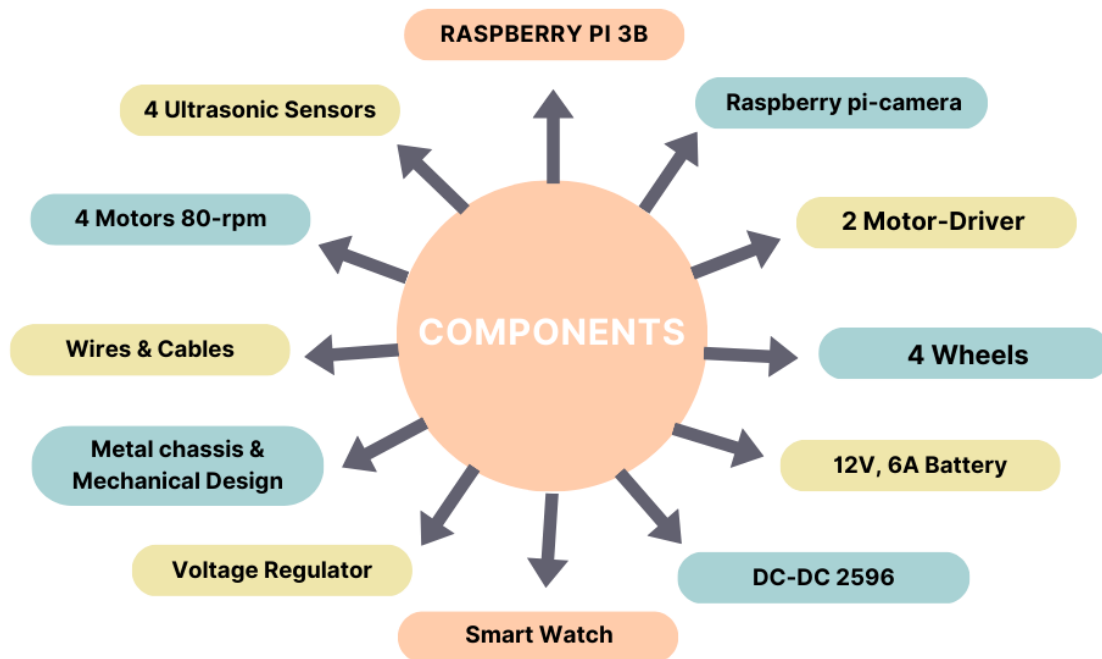 RASPBERRY PI 3B
4 Ultrasonic Sensors
Raspberry pi-camera
4 Motors 80-rpm
2 Motor-Driver
COMPONENTS
Wires & Cables
4 Wheels
Metal chassis &
Mechanical Design
12V, 6A Battery
Voltage Regulator
DC-DC 2596
Smart Watch